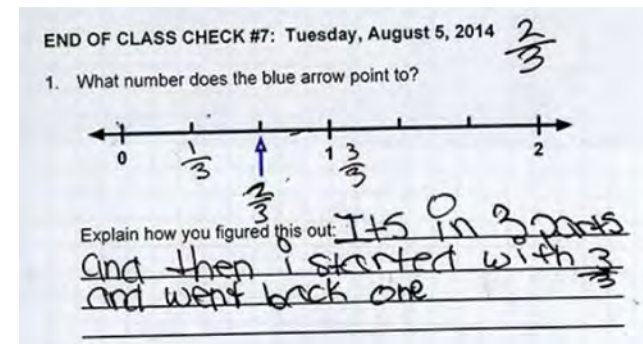 END OF CLASS CHECK #7: Tuesday, August 5, 2014 2/3
1. What number does the blue arrow point to?
0 1/3 2/3 1 3/3 2
Explain how you figured this out: Its in 3 parts
and then i started with 3/3
and went back one